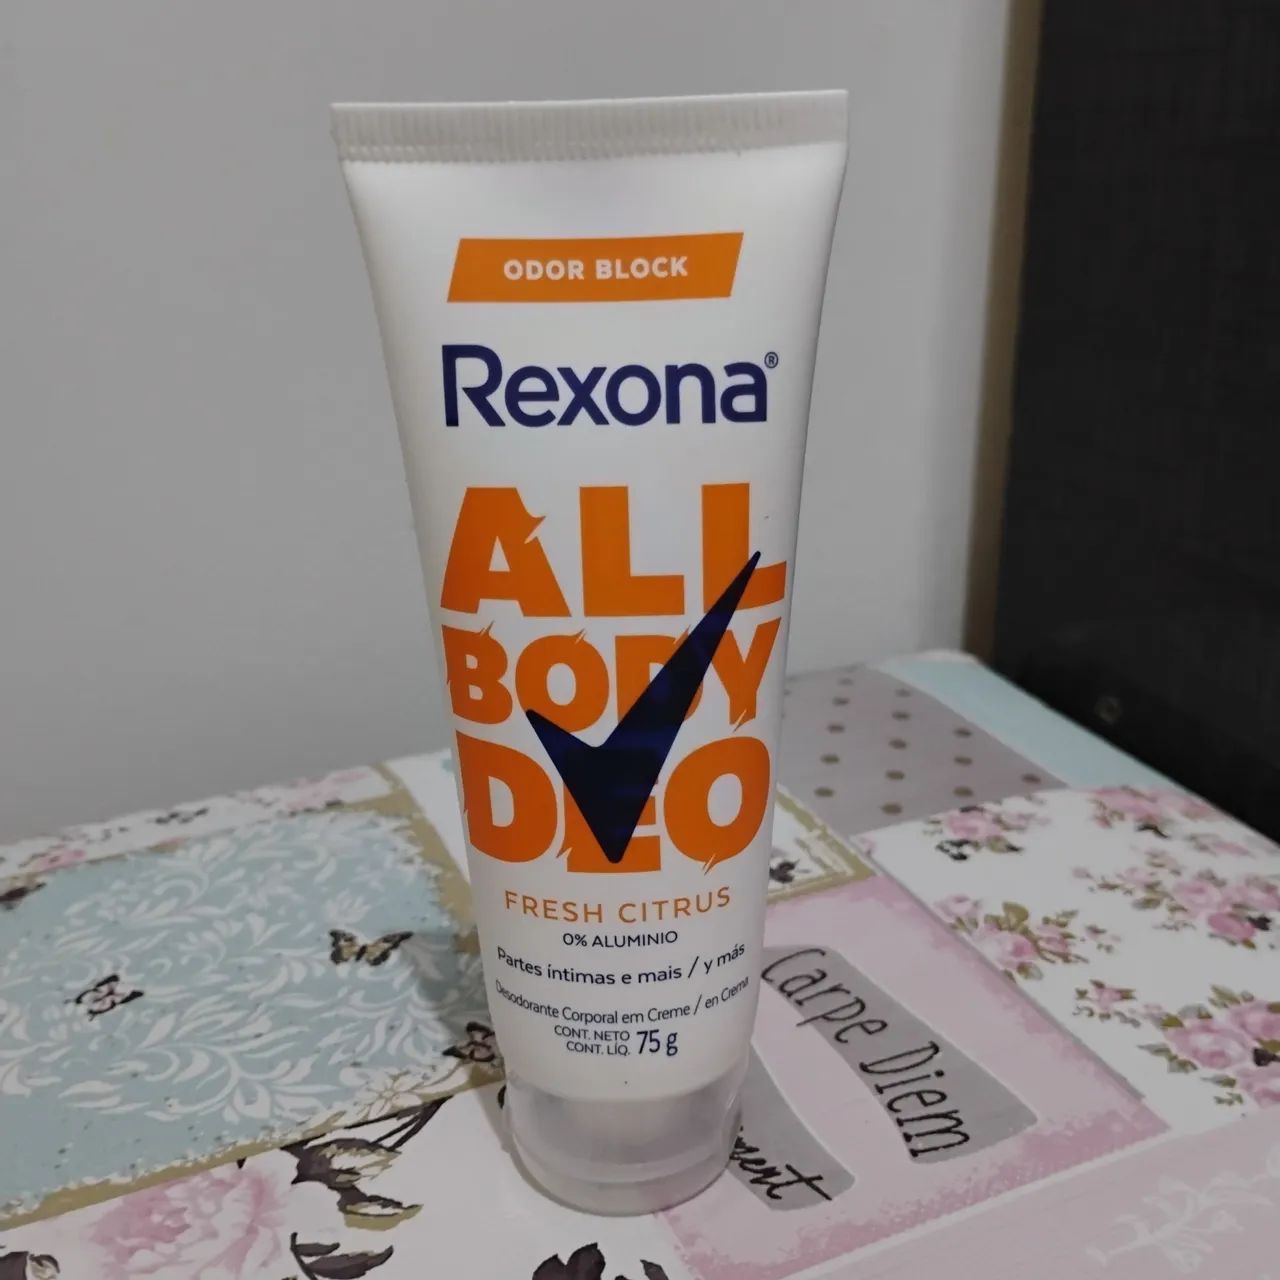 ODOR BLOCK
Rexona®
ALL
BODY
DEO
FRESH CITRUS
0% ALUMINIO
Partes íntimas e mais / y más
Desodorante Corporal em Creme / en Crema
CONT. NETO
CONT. LÍQ. 75 g
Carpe Diem